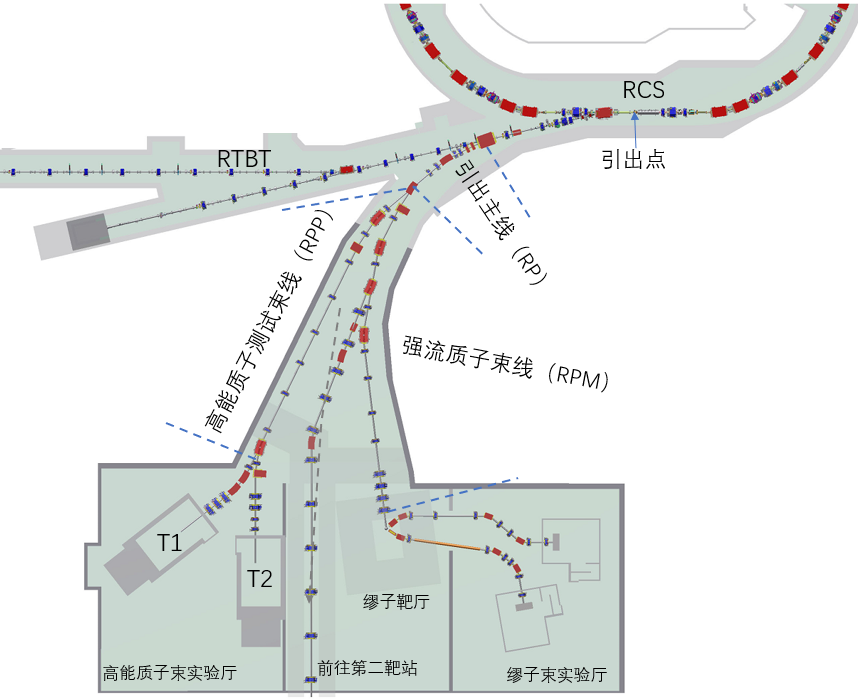 RCS
RTBT
引出点
引出主线（RP）
高能质子测试束线（RPP）
强流质子束线（RPM）
T1
T2
缪子靶厅
高能质子束实验厅
前往第二靶站
缪子束实验厅